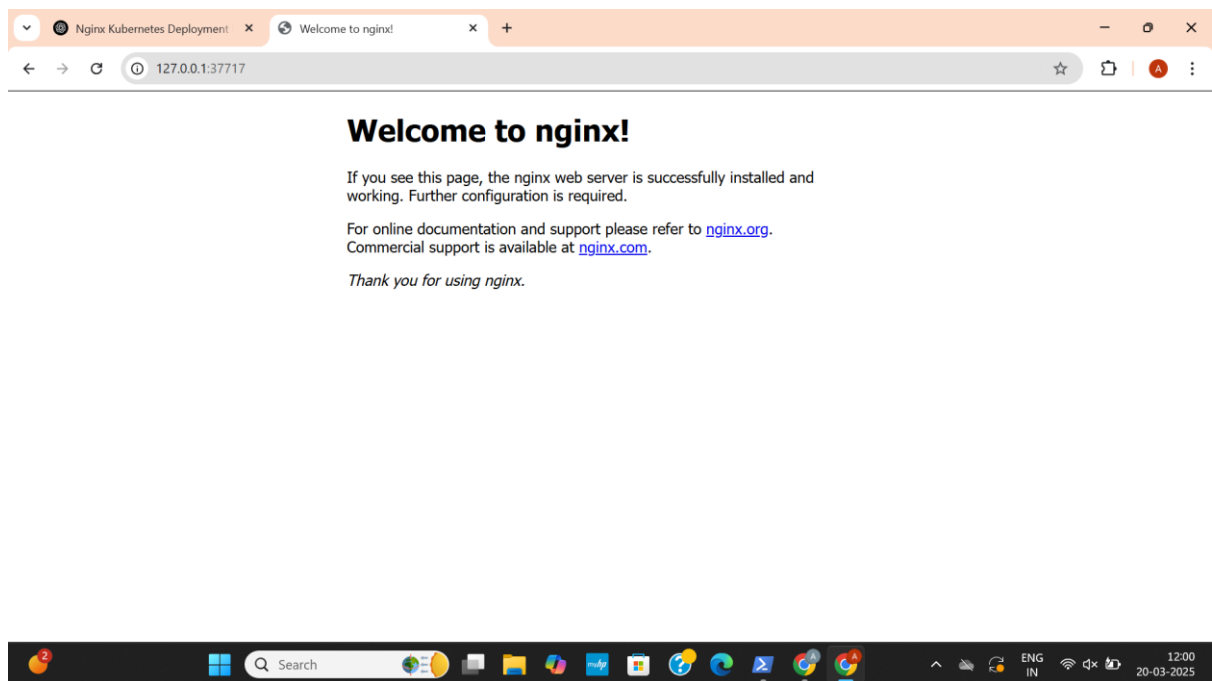 Nginx Kubernetes Deployment
Welcome to nginx!
127.0.0.1:37717
A
Welcome to nginx!
If you see this page, the nginx web server is successfully installed and
working. Further configuration is required.
For online documentation and support please refer to nginx.org.
Commercial support is available at nginx.com.
Thank you for using nginx.
2
Search
myhp
A
A
ENG
IN
12:00
20-03-2025